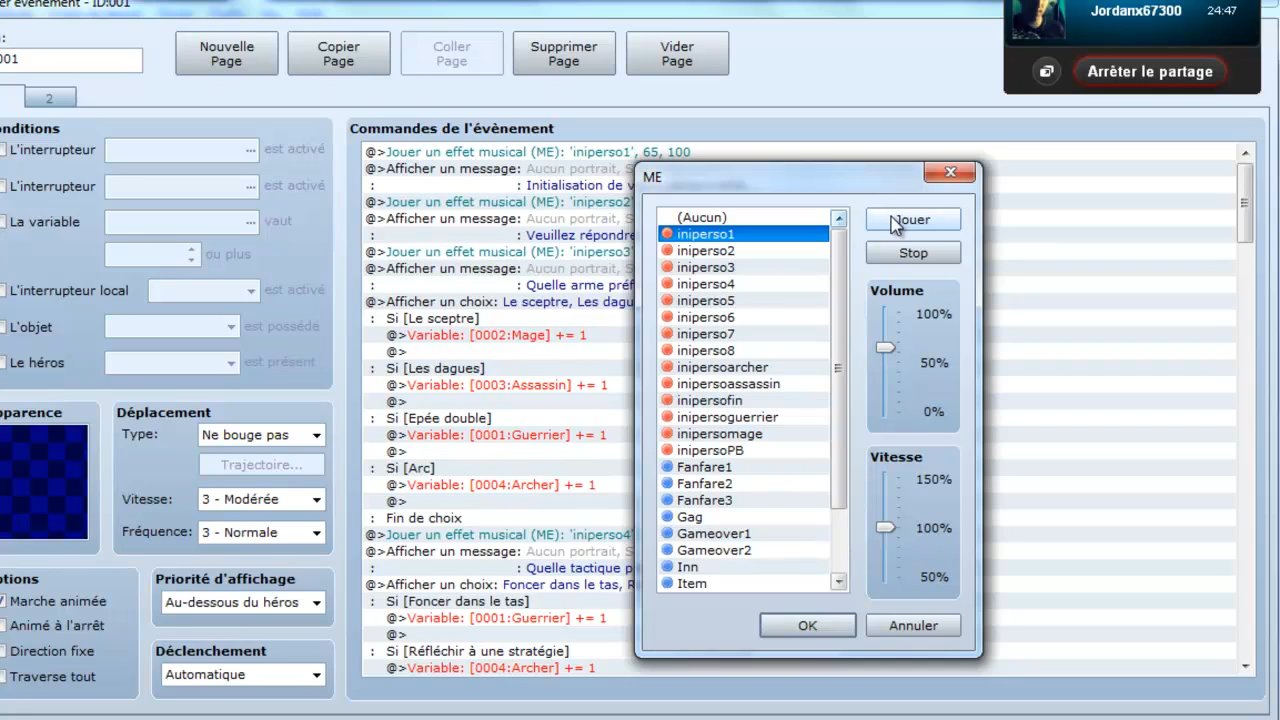 er évènement - ID:001
Jordanx67300 24:47
Arrêter le partage
:
001
Nouvelle Page
Copier Page
Coller Page
Supprimer Page
Vider Page
2
onditions
L'interrupteur ... est activé
L'interrupteur ... est activé
La variable ... vaut
ou plus
L'interrupteur local est activé
L'objet est possédé
Le héros est présent
pparence
Déplacement
Type: Ne bouge pas
Trajectoire...
Vitesse: 3 - Modérée
Fréquence: 3 - Normale
ptions
Marche animée
Animé à l'arrêt
Direction fixe
Traverse tout
Priorité d'affichage
Au-dessous du héros
Déclenchement
Automatique
Commandes de l'évènement
@>Jouer un effet musical (ME): 'iniperso1', 65, 100
@>Afficher un message: Aucun portrait, S
: : Initialisation de v
@>Jouer un effet musical (ME): 'iniperso2'
@>Afficher un message: Aucun portrait, S
: : Veuillez répondre
@>Jouer un effet musical (ME): 'iniperso3'
@>Afficher un message: Aucun portrait, S
: : Quelle arme préf
@>Afficher un choix: Le sceptre, Les dagu
: Si [Le sceptre]
@>Variable: [0002:Mage] += 1
@>
: Si [Les dagues]
@>Variable: [0003:Assassin] += 1
@>
: Si [Epée double]
@>Variable: [0001:Guerrier] += 1
@>
: Si [Arc]
@>Variable: [0004:Archer] += 1
@>
: Fin de choix
@>Jouer un effet musical (ME): 'iniperso4'
@>Afficher un message: Aucun portrait, S
: : Quelle tactique p
@>Afficher un choix: Foncer dans le tas, R
: Si [Foncer dans le tas]
@>Variable: [0001:Guerrier] += 1
@>
: Si [Réfléchir à une stratégie]
@>Variable: [0004:Archer] += 1
ME
(Aucun)
iniperso1
iniperso2
iniperso3
iniperso4
iniperso5
iniperso6
iniperso7
iniperso8
inipersoarcher
inipersoassassin
inipersofin
inipersoguerrier
inipersomage
inipersoPB
Fanfare1
Fanfare2
Fanfare3
Gag
Gameover1
Gameover2
Inn
Item
Jouer
Stop
Volume
100%
50%
0%
Vitesse
150%
100%
50%
OK
Annuler